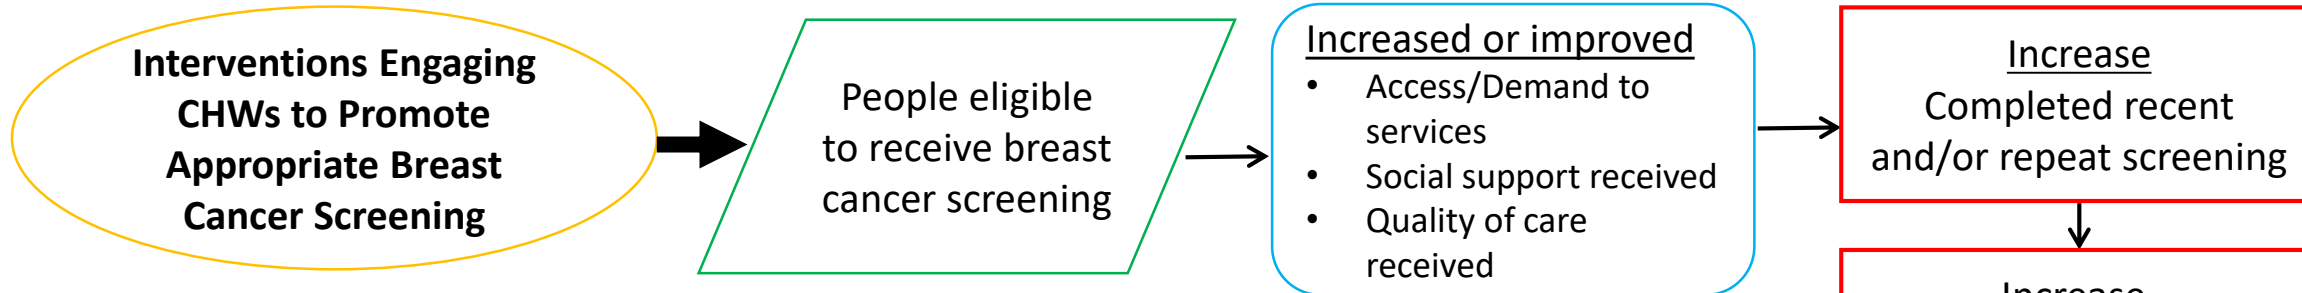 Interventions Engaging
CHWs to Promote
Appropriate Breast
Cancer Screening
People eligible
to receive breast
cancer screening
Increased or improved
• Access/Demand to
services
• Social support received
• Quality of care
received
Increase
Completed recent
and/or repeat screening
Increase